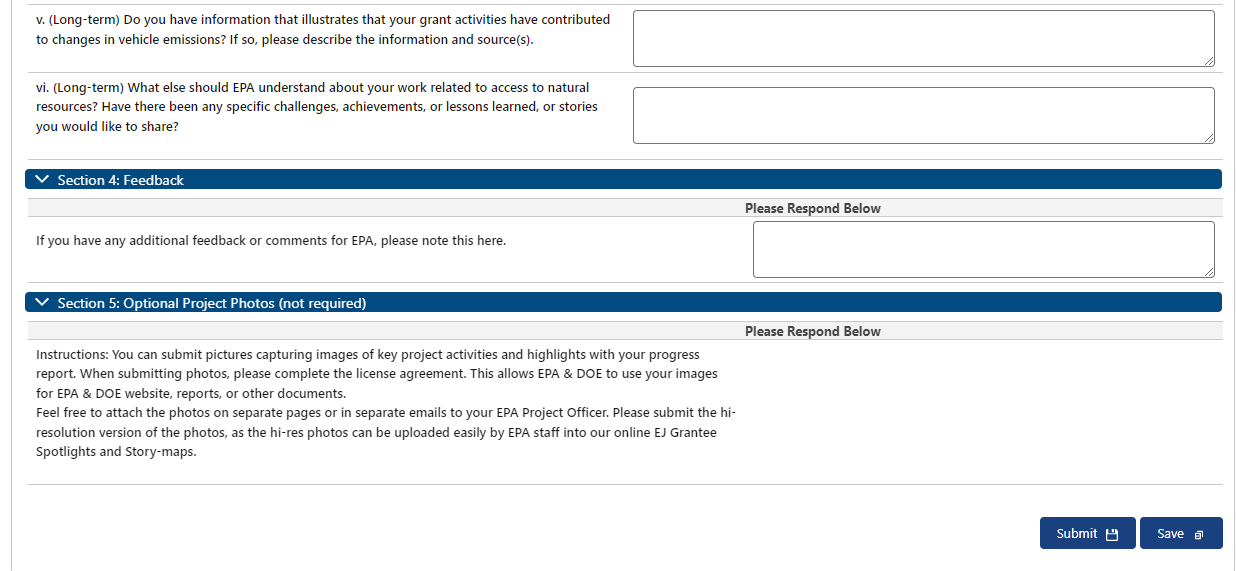 v. (Long-term) Do you have information that illustrates that your grant activities have contributed
to changes in vehicle emissions? If so, please describe the information and source(s).
vi. (Long-term) What else should EPA understand about your work related to access to natural
resources? Have there been any specific challenges, achievements, or lessons learned, or stories
you would like to share?
Section 4: Feedback
Please Respond Below
If you have any additional feedback or comments for EPA, please note this here.
Section 5: Optional Project Photos (not required)
Please Respond Below
Instructions: You can submit pictures capturing images of key project activities and highlights with your progress
report. When submitting photos, please complete the license agreement. This allows EPA & DOE to use your images
for EPA & DOE website, reports, or other documents.
Feel free to attach the photos on separate pages or in separate emails to your EPA Project Officer. Please submit the hi-
resolution version of the photos, as the hi-res photos can be uploaded easily by EPA staff into our online EJ Grantee
Spotlights and Story-maps.
Submit
Save